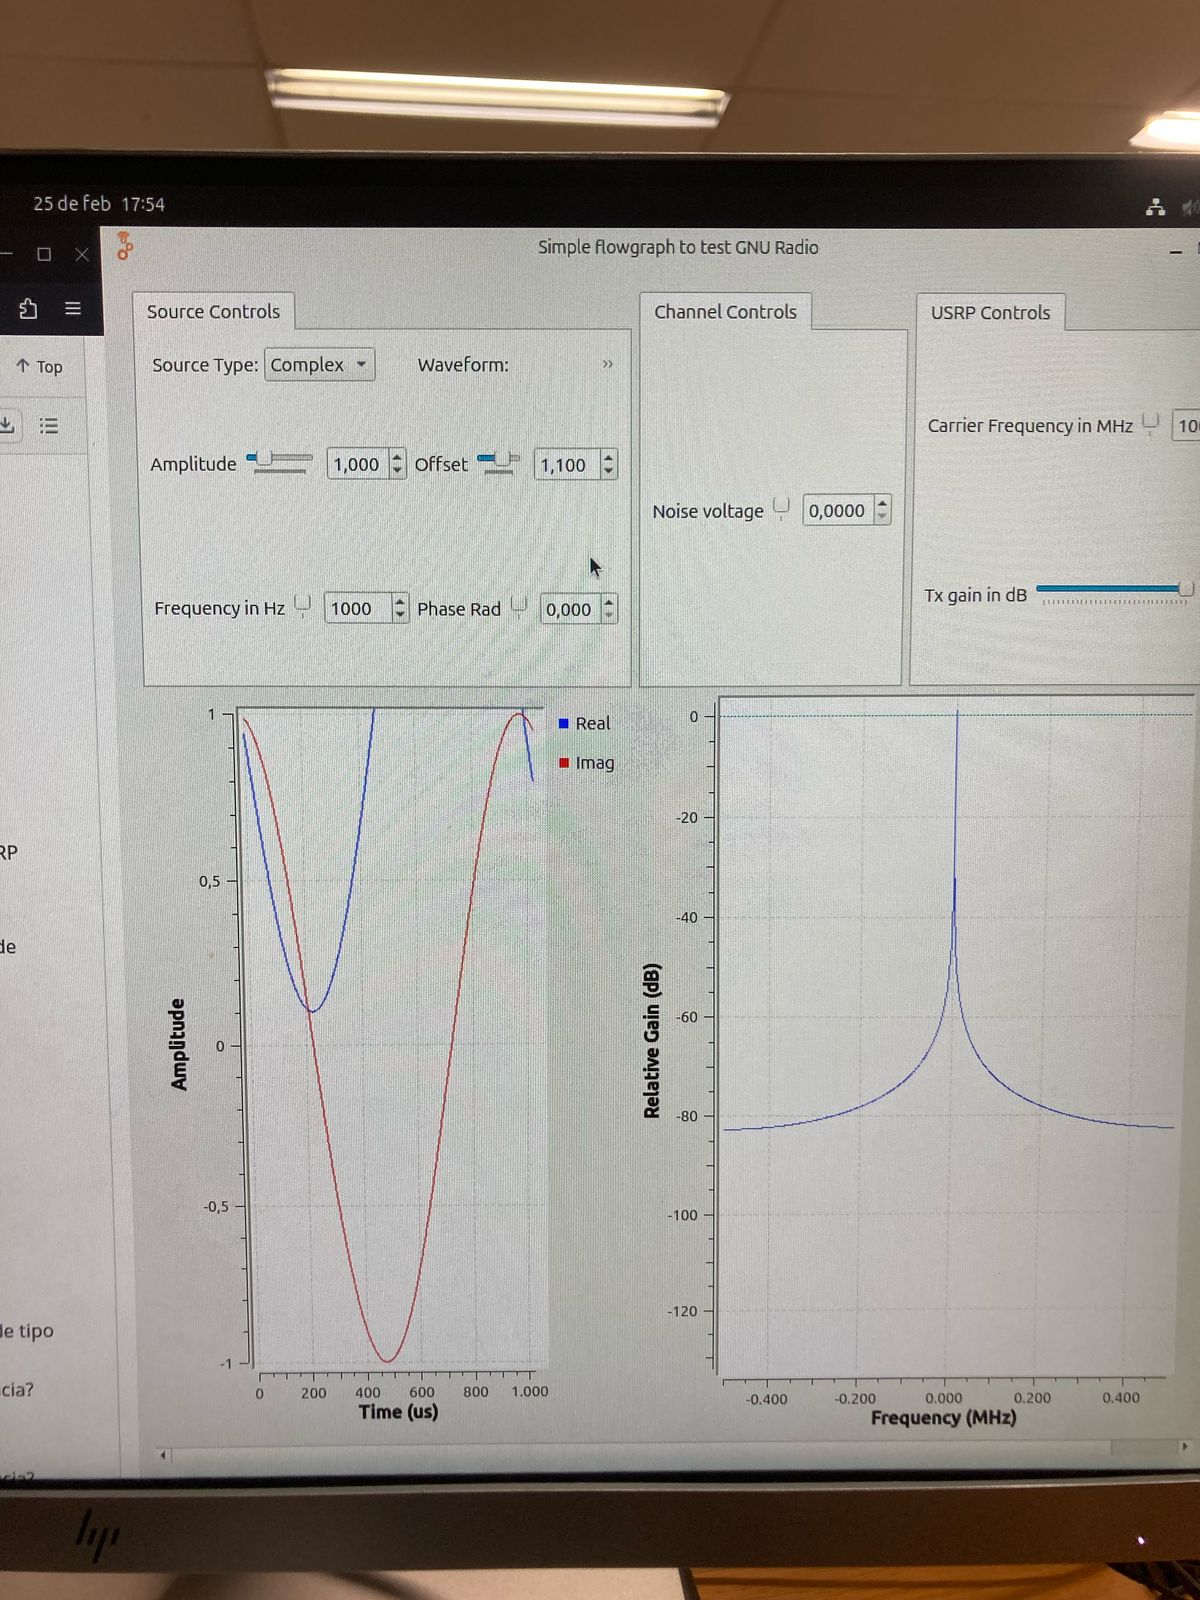 25 de feb 17:54
Simple flowgraph to test GNU Radio
Top
Source Controls
Source Type: Complex
Waveform: »
Amplitude 1,000
Offset 1,100
Frequency in Hz 1000
Phase Rad 0,000
Channel Controls
Noise voltage 0,0000
USRP Controls
Carrier Frequency in MHz
Tx gain in dB
1
0,5
0
-0,5
-1
Amplitude
0 200 400 600 800 1.000
Time (us)
Real
Imag
0
-20
-40
-60
-80
-100
-120
Relative Gain (dB)
-0.400 -0.200 0.000 0.200 0.400
Frequency (MHz)
de tipo
hp